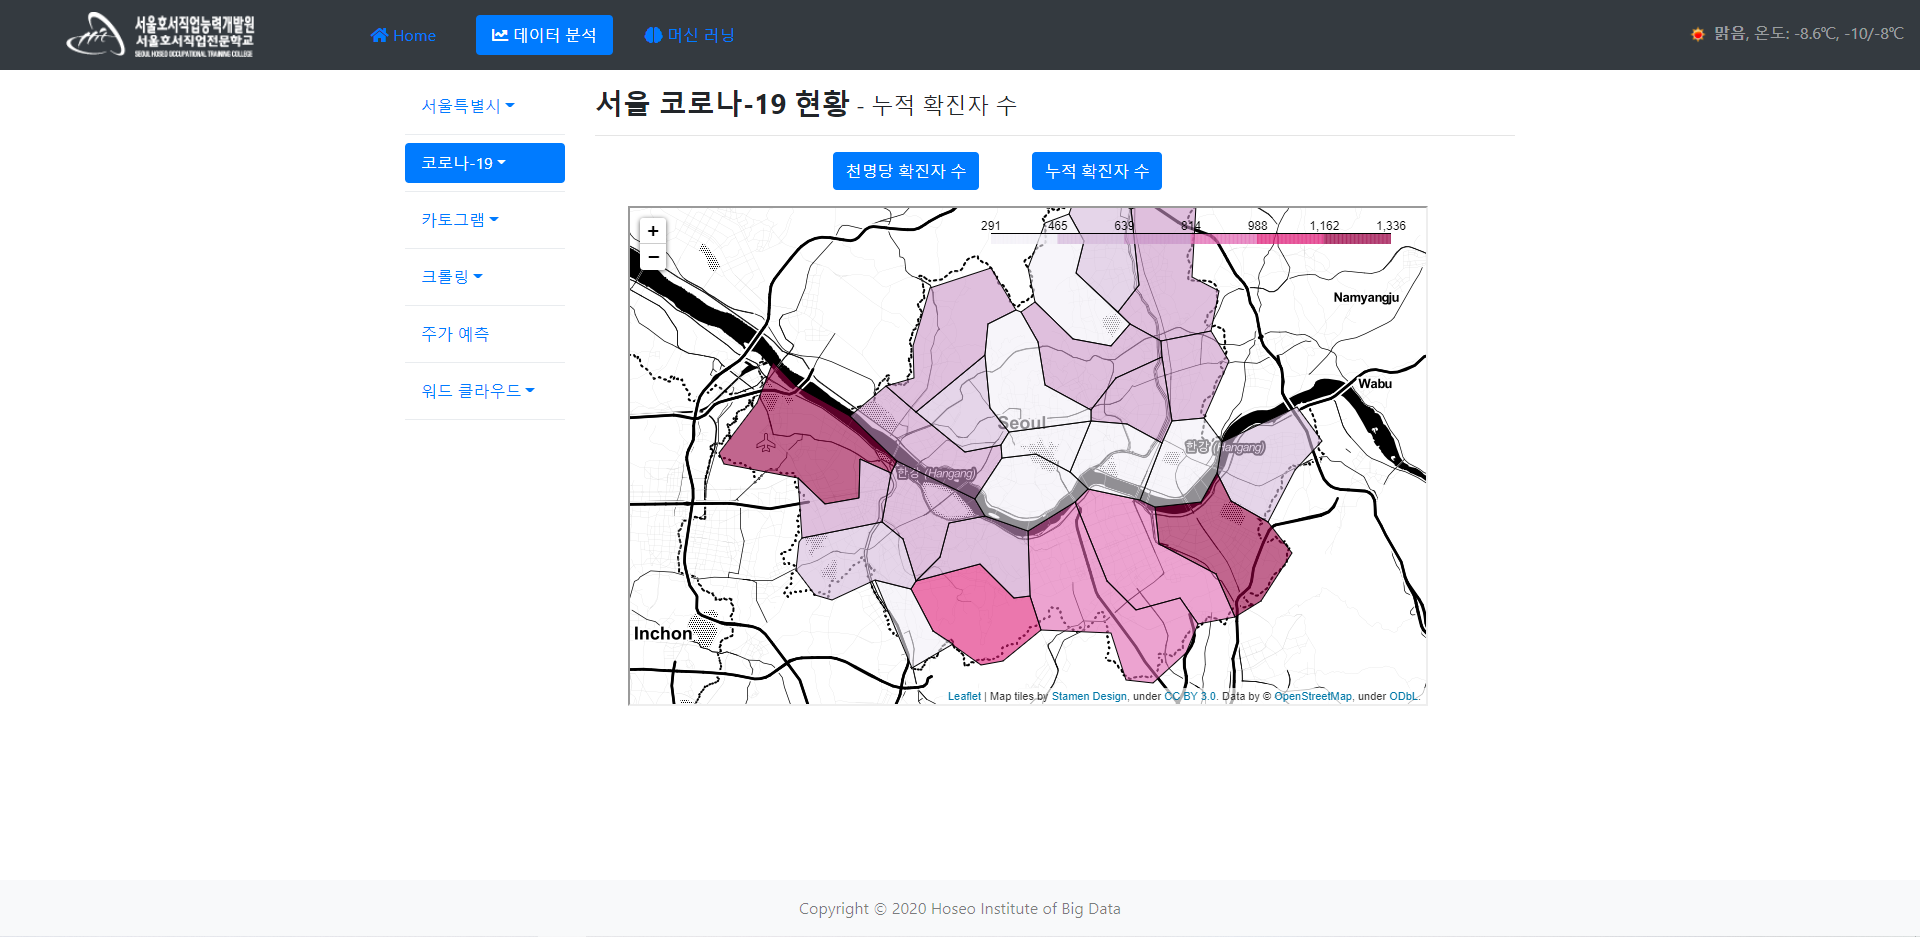 서울호서직업능력개발원
서울호서직업전문학교
SEOUL HOSEO OCCUPATIONAL TRAINING COLLEGE
Home
데이터 분석
머신 러닝
맑음, 온도: -8.6℃, -10/-8℃
서울특별시
코로나-19
카토그램
크롤링
주가 예측
워드 클라우드
서울 코로나-19 현황 - 누적 확진자 수
천명당 확진자 수
누적 확진자 수
+
−
291 465 639 814 988 1,162 1,336
Namyangju
Wabu
Seoul
한강 (Hangang)
한강 (Hangang)
Inchon
Leaflet | Map tiles by Stamen Design, under CC BY 3.0. Data by © OpenStreetMap, under ODbL.
Copyright © 2020 Hoseo Institute of Big Data